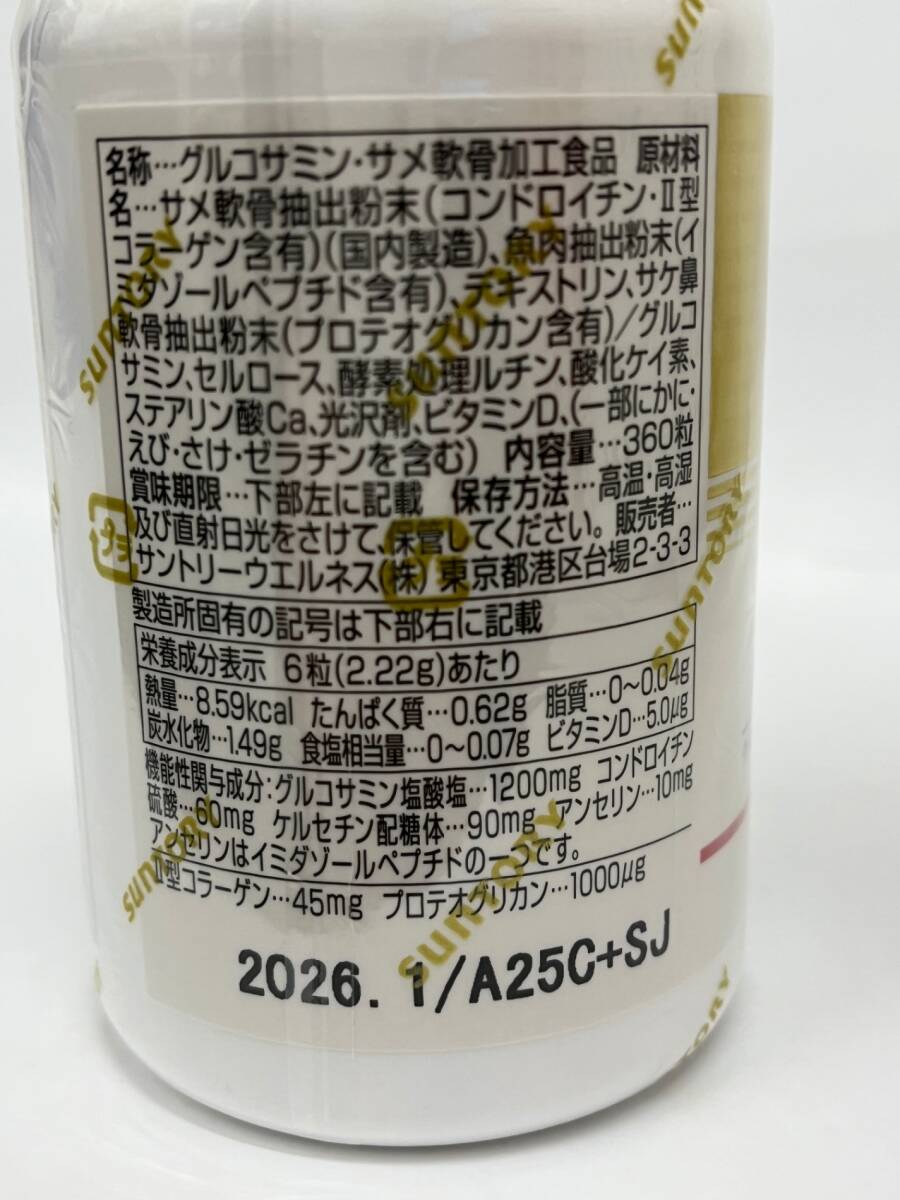 名称…グルコサミン・サメ軟骨加工食品 原材料
名…サメ軟骨抽出粉末(コンドロイチン・Ⅱ型
コラーゲン含有)(国内製造)、魚肉抽出粉末(イ
ミダゾールペプチド含有)、デキストリン、サケ鼻
軟骨抽出粉末(プロテオグリカン含有)/グルコ
サミン、セルロース、酵素処理ルチン、酸化ケイ素、
ステアリン酸Ca、光沢剤、ビタミンD、(一部にかに・
えび・さけ・ゼラチンを含む) 内容量…360粒
賞味期限…下部左に記載 保存方法…高温・高湿
及び直射日光をさけて、保管してください。 販売者…
サントリーウエルネス(株) 東京都港区台場2-3-3
製造所固有の記号は下部右に記載
栄養成分表示 6粒(2.22g)あたり
熱量…8.59kcal たんぱく質…0.62g 脂質…0~0.04g
炭水化物…1.49g 食塩相当量…0~0.07g ビタミンD…5.0μg
機能性関与成分:グルコサミン塩酸塩…1200mg コンドロイチン
硫酸…60mg ケルセチン配糖体…90mg アンセリン…10mg
アンセリンはイミダゾールペプチドの一つです。
Ⅱ型コラーゲン…45mg プロテオグリカン…1000μg
2026. 1/A25C+SJ
プラ
SUNTORY
SUNTORY
SUNTORY
SUNTORY
SUNTORY